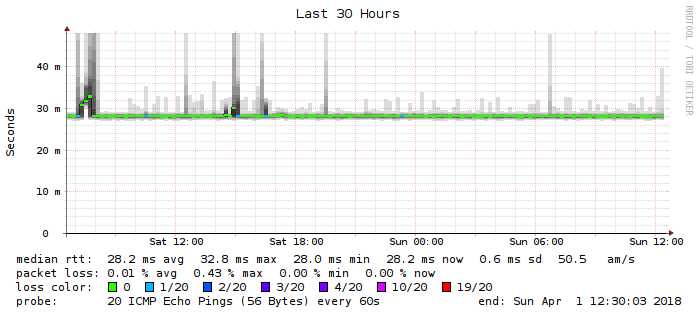 Last 30 Hours
RRDTOOL / TOBI OETIKER
Seconds
40 m
30 m
20 m
10 m
0
Sat 12:00 Sat 18:00 Sun 00:00 Sun 06:00 Sun 12:00
median rtt: 28.2 ms avg 32.8 ms max 28.0 ms min 28.2 ms now 0.6 ms sd 50.5 am/s
packet loss: 0.01 % avg 0.43 % max 0.00 % min 0.00 % now
loss color: 0 1/20 2/20 3/20 4/20 10/20 19/20
probe: 20 ICMP Echo Pings (56 Bytes) every 60s end: Sun Apr 1 12:30:03 2018